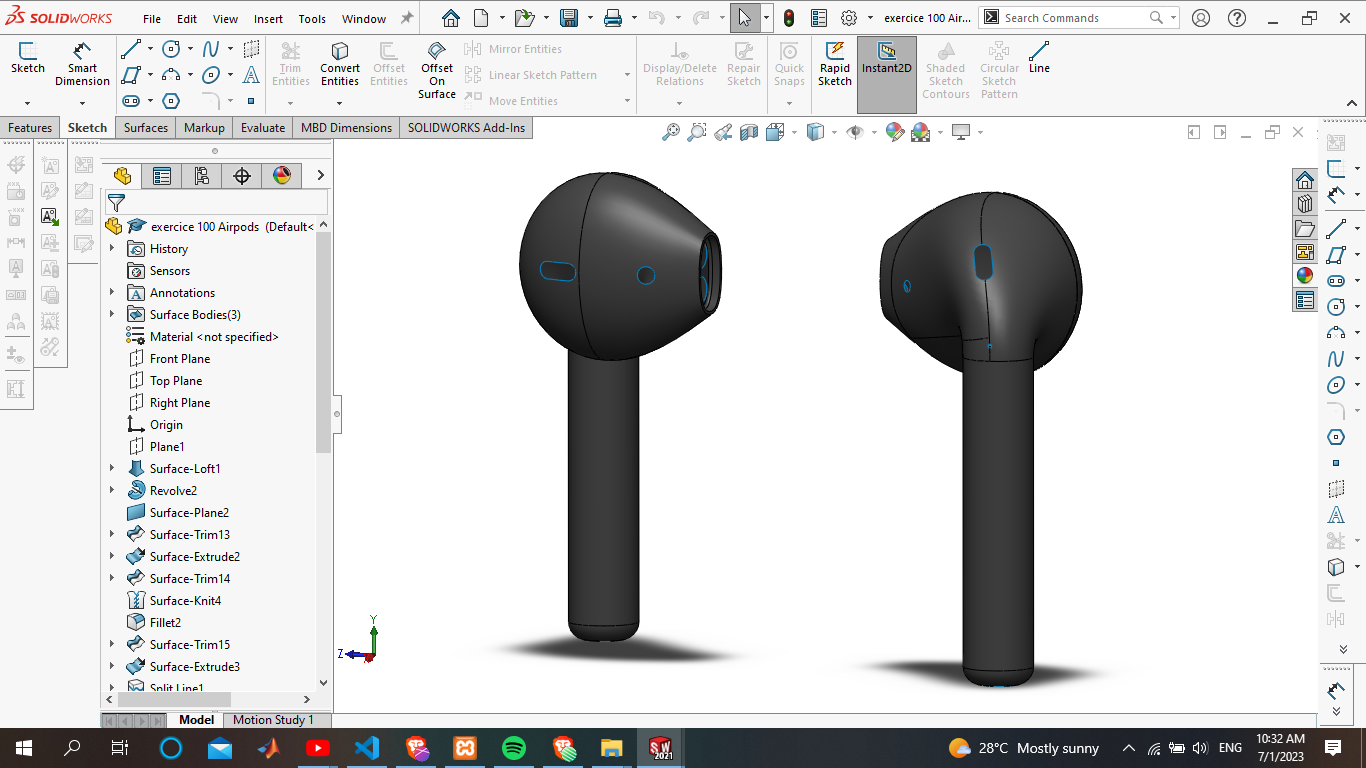 SOLIDWORKS File Edit View Insert Tools Window exercice 100 Air... Search Commands
Sketch Smart Dimension Trim Entities Convert Entities Offset Entities Offset On Surface Mirror Entities Linear Sketch Pattern Move Entities Display/Delete Relations Repair Sketch Quick Snaps Rapid Sketch Instant2D Shaded Sketch Contours Circular Sketch Pattern Line
Features Sketch Surfaces Markup Evaluate MBD Dimensions SOLIDWORKS Add-Ins
exercice 100 Airpods (Default<
History
Sensors
Annotations
Surface Bodies(3)
Material <not specified>
Front Plane
Top Plane
Right Plane
Origin
Plane1
Surface-Loft1
Revolve2
Surface-Plane2
Surface-Trim13
Surface-Extrude2
Surface-Trim14
Surface-Knit4
Fillet2
Surface-Trim15
Surface-Extrude3
Split Line1
Y
Z
Model Motion Study 1
SW 2021 28°C Mostly sunny ENG 10:32 AM
7/1/2023